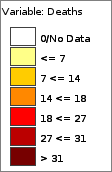 Variable: Deaths
0/No Data
<= 7
7 <= 14
14 <= 18
18 <= 27
27 <= 31
> 31